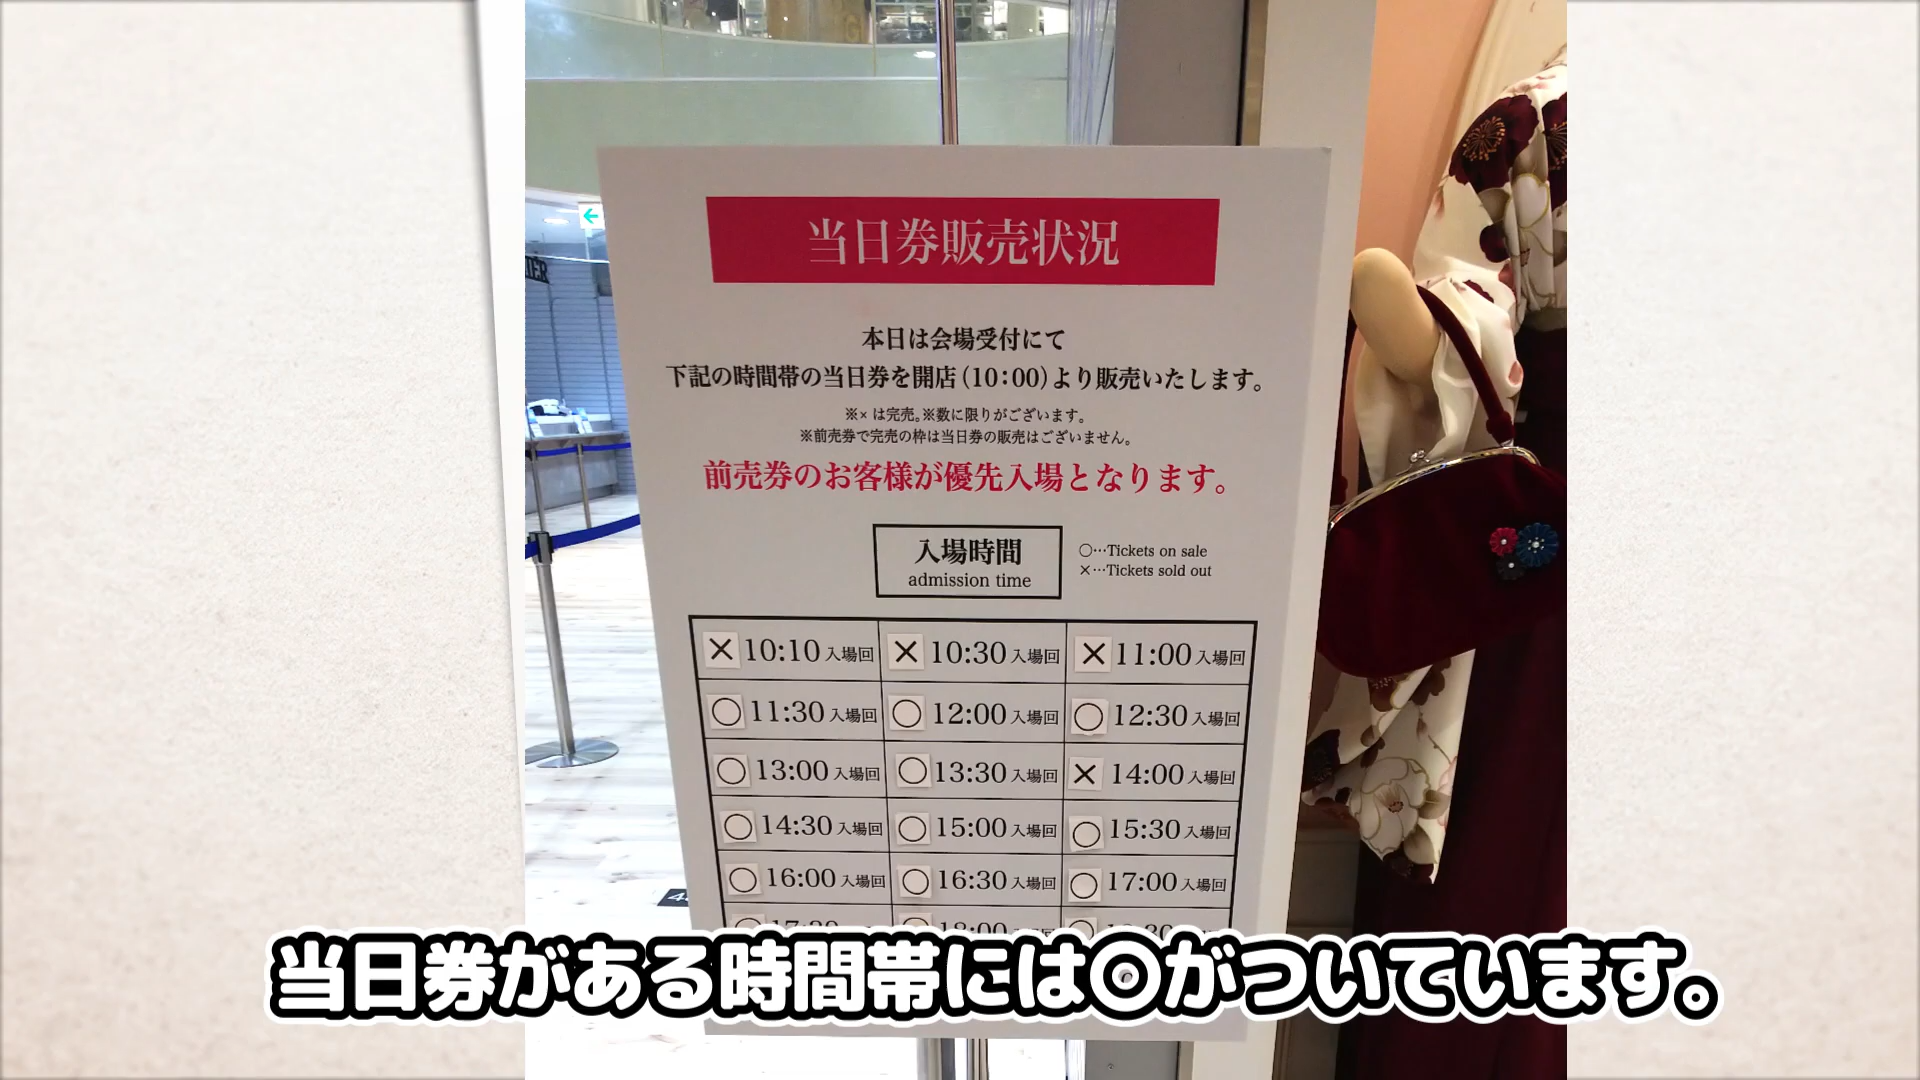 当日券販売状況
本日は会場受付にて
下記の時間帯の当日券を開店(10:00)より販売いたします。
※× は完売。※数に限りがございます。
※前売券で完売の枠は当日券の販売はございません。
前売券のお客様が優先入場となります。
入場時間
admission time
○…Tickets on sale
×…Tickets sold out
× 10:10 入場回 × 10:30 入場回 × 11:00 入場回
○ 11:30 入場回 ○ 12:00 入場回 ○ 12:30 入場回
○ 13:00 入場回 ○ 13:30 入場回 × 14:00 入場回
○ 14:30 入場回 ○ 15:00 入場回 ○ 15:30 入場回
○ 16:00 入場回 ○ 16:30 入場回 ○ 17:00 入場回
当日券がある時間帯には○がついています。